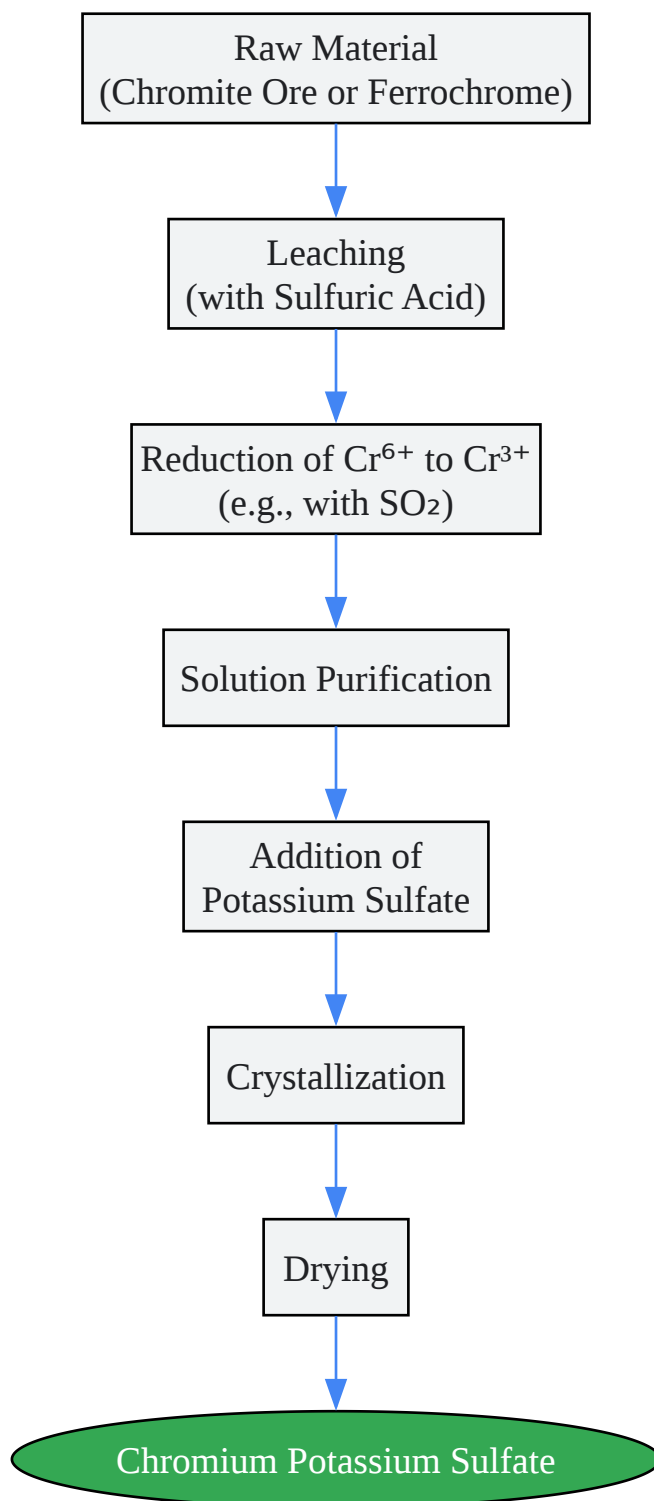 Raw Material
(Chromite Ore or Ferrochrome)
Leaching
(with Sulfuric Acid)
Reduction of Cr⁶⁺ to Cr³⁺
(e.g., with SO₂)
Solution Purification
Addition of
Potassium Sulfate
Crystallization
Drying
Chromium Potassium Sulfate